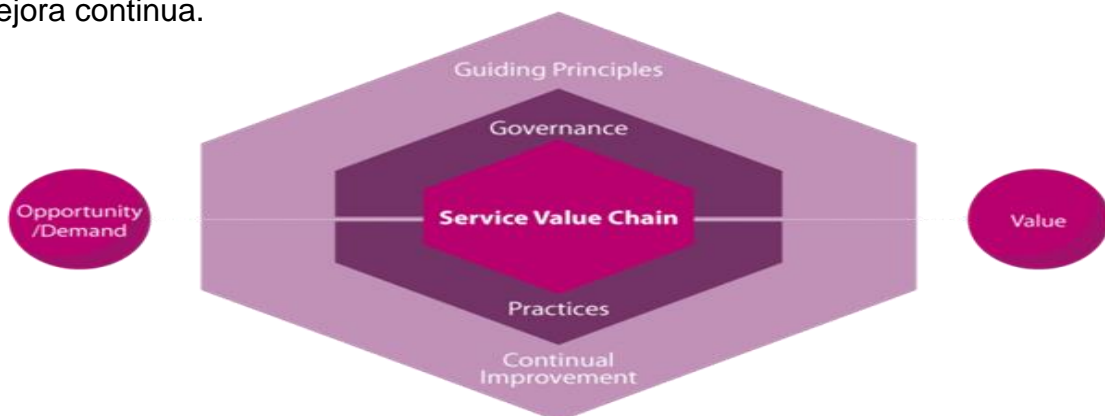 ejora continua.
Guiding Principles
Governance
Opportunity
/Demand
Service Value Chain
Value
Practices
Continual
Improvement